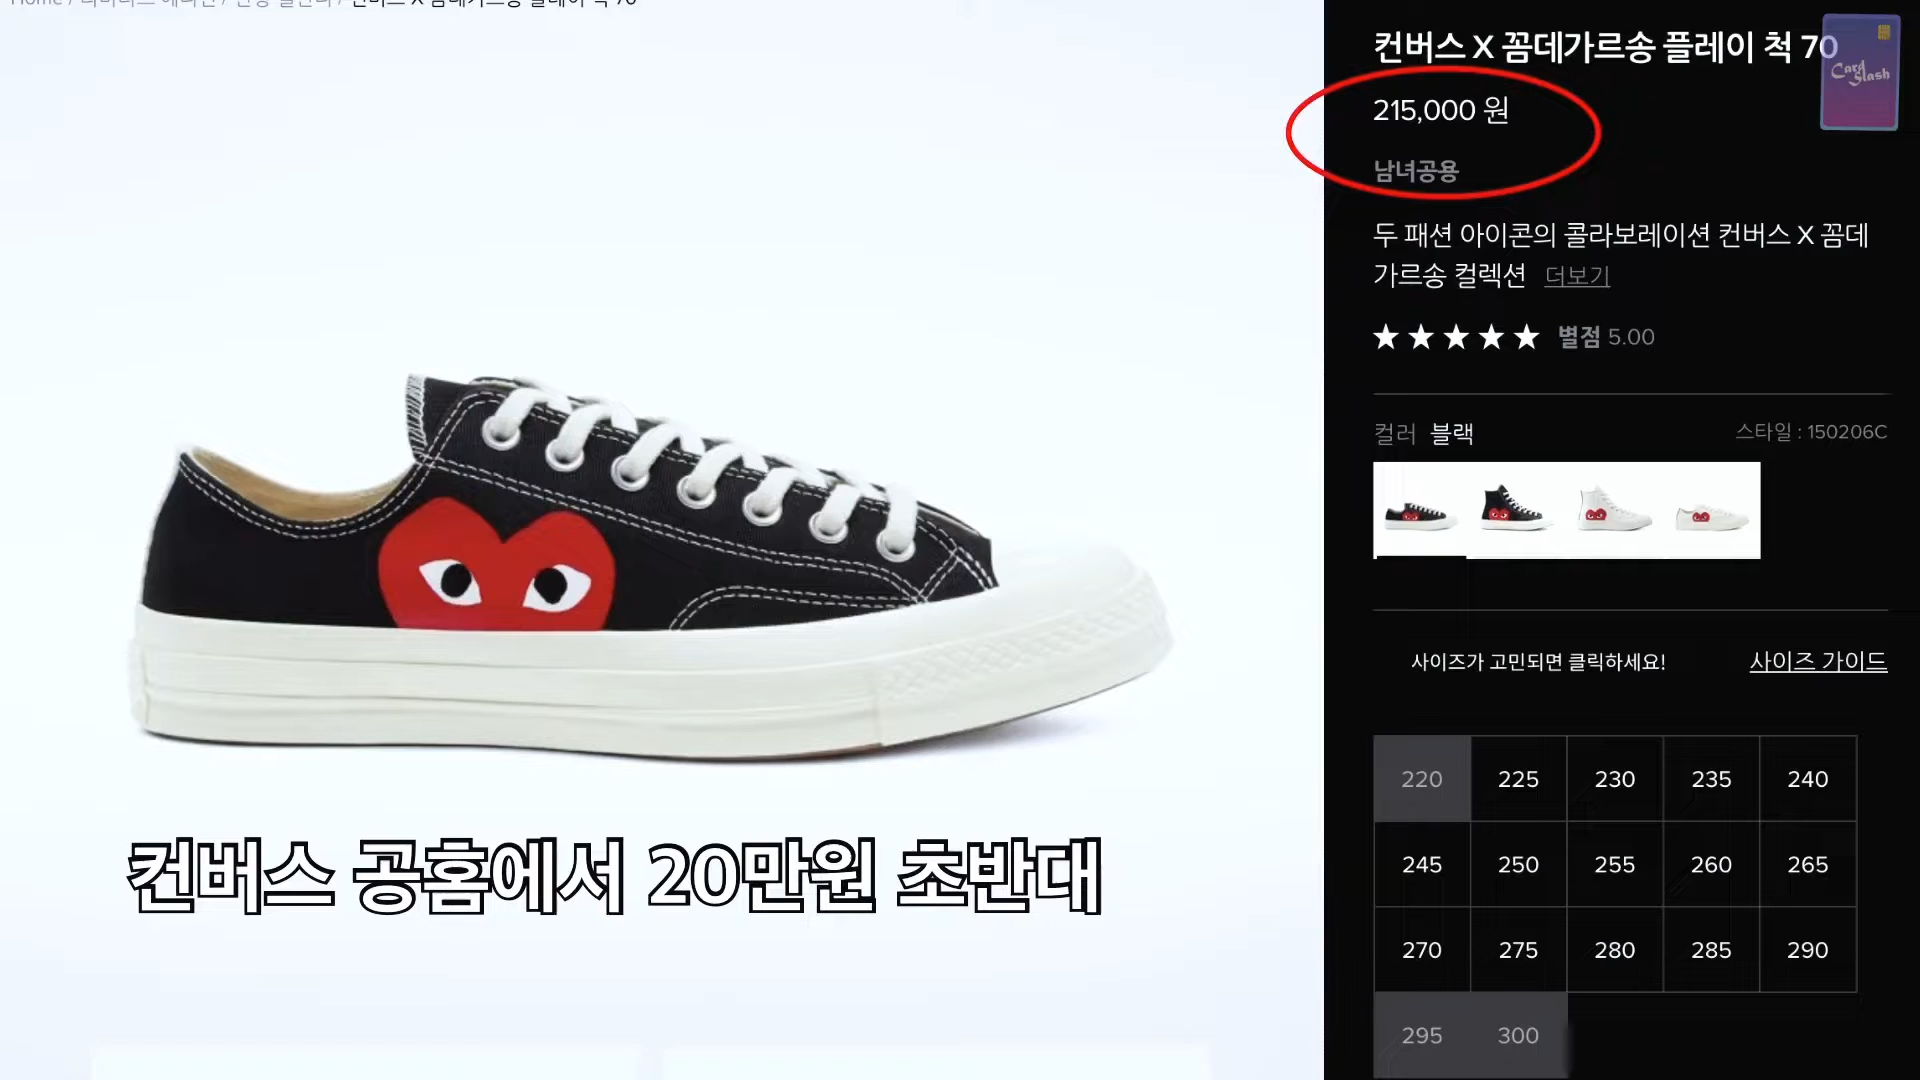 컨버스 X 꼼데가르송 플레이 척 70
Card
Slash
215,000 원
남녀공용
두 패션 아이콘의 콜라보레이션 컨버스 X 꼼데
가르송 컬렉션 더보기
별점 5.00
컬러 블랙 스타일 : 150206C
사이즈가 고민되면 클릭하세요! 사이즈 가이드
220 225 230 235 240
245 250 255 260 265
270 275 280 285 290
295 300
컨버스 공홈에서 20만원 초반대